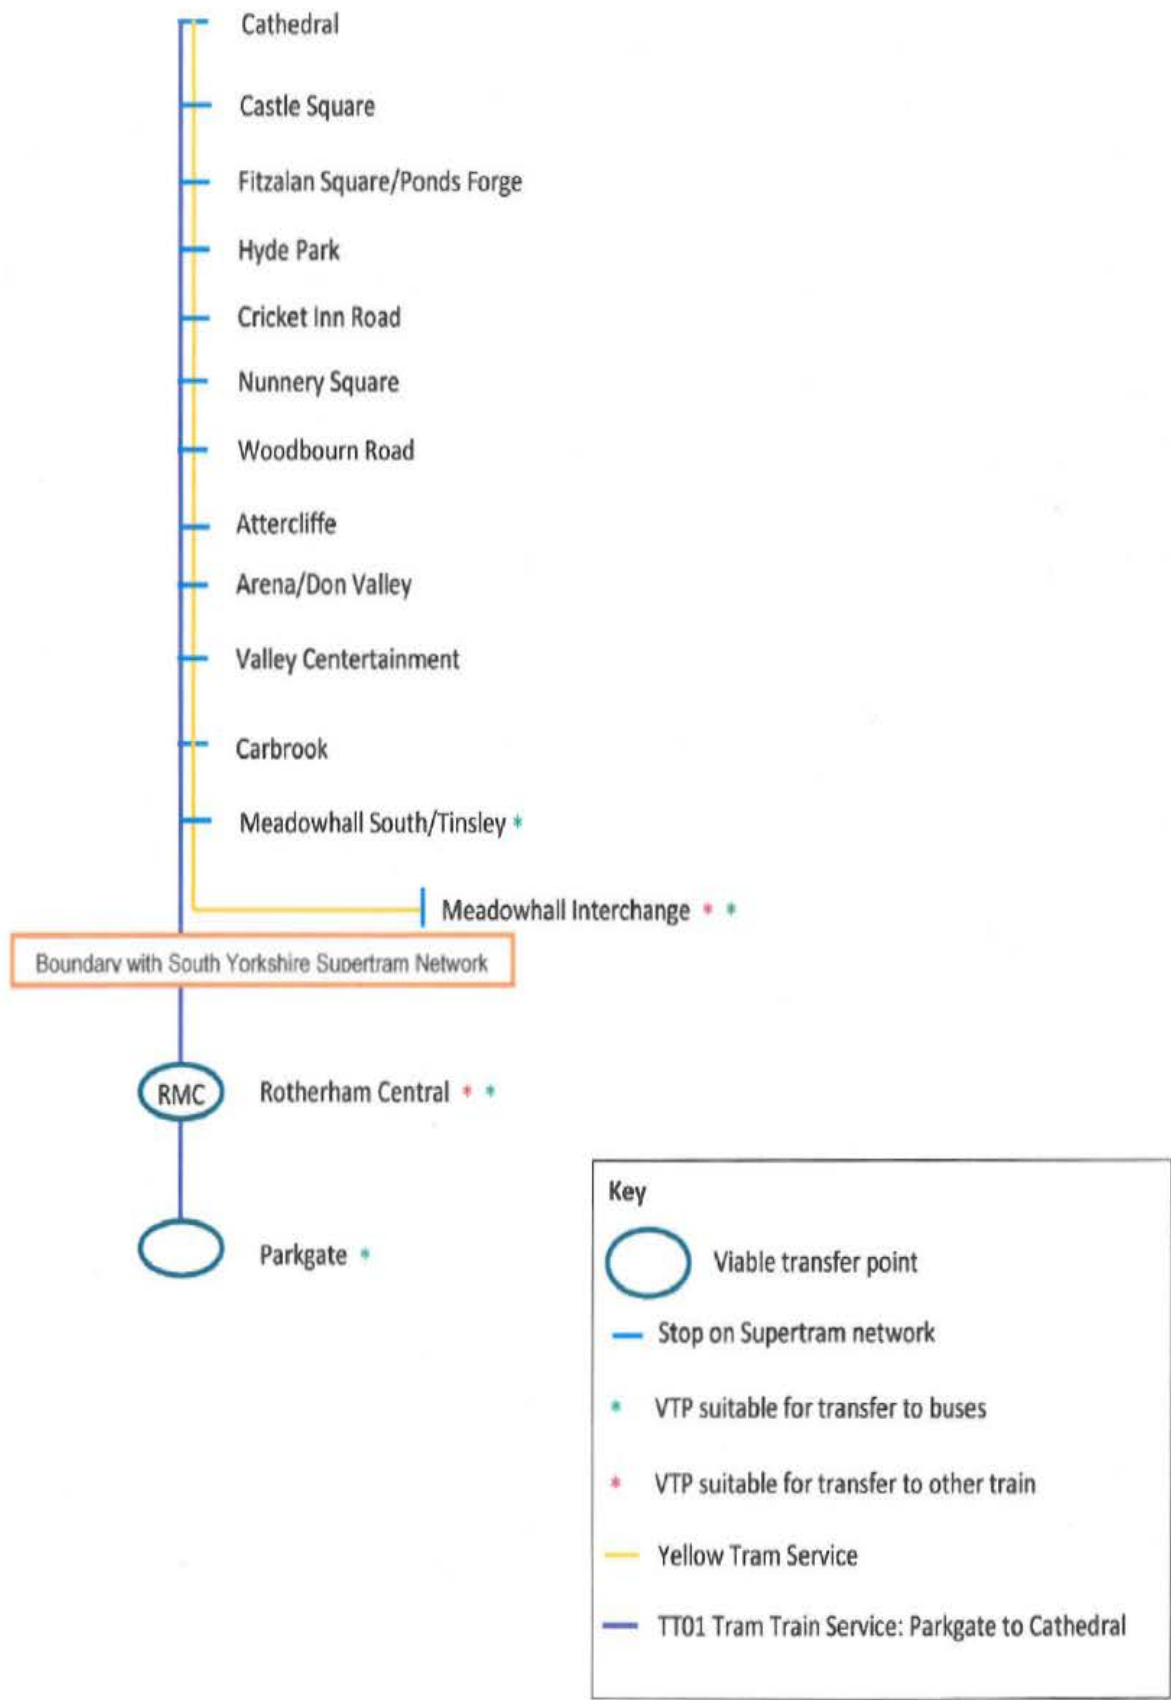 Cathedral
Castle Square
Fitzalan Square/Ponds Forge
Hyde Park
Cricket Inn Road
Nunnery Square
Woodbourn Road
Attercliffe
Arena/Don Valley
Valley Centertainment
Carbrook
Meadowhall South/Tinsley *
Meadowhall Interchange * *
Boundary with South Yorkshire Supertram Network
RMC Rotherham Central * *
Parkgate *
Key
Viable transfer point
Stop on Supertram network
* VTP suitable for transfer to buses
* VTP suitable for transfer to other train
Yellow Tram Service
TT01 Tram Train Service: Parkgate to Cathedral